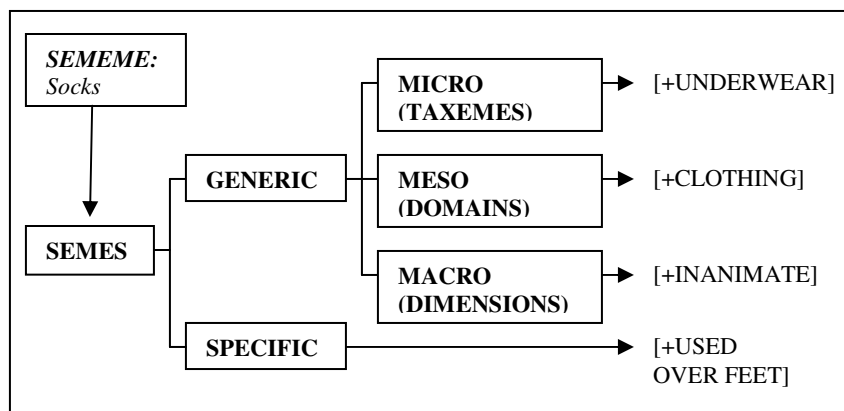 SEMEME:
Socks
MICRO
(TAXEMES)
[+UNDERWEAR]
GENERIC
MESO
(DOMAINS)
[+CLOTHING]
SEMES
MACRO
(DIMENSIONS)
[+INANIMATE]
SPECIFIC
[+USED
OVER FEET]